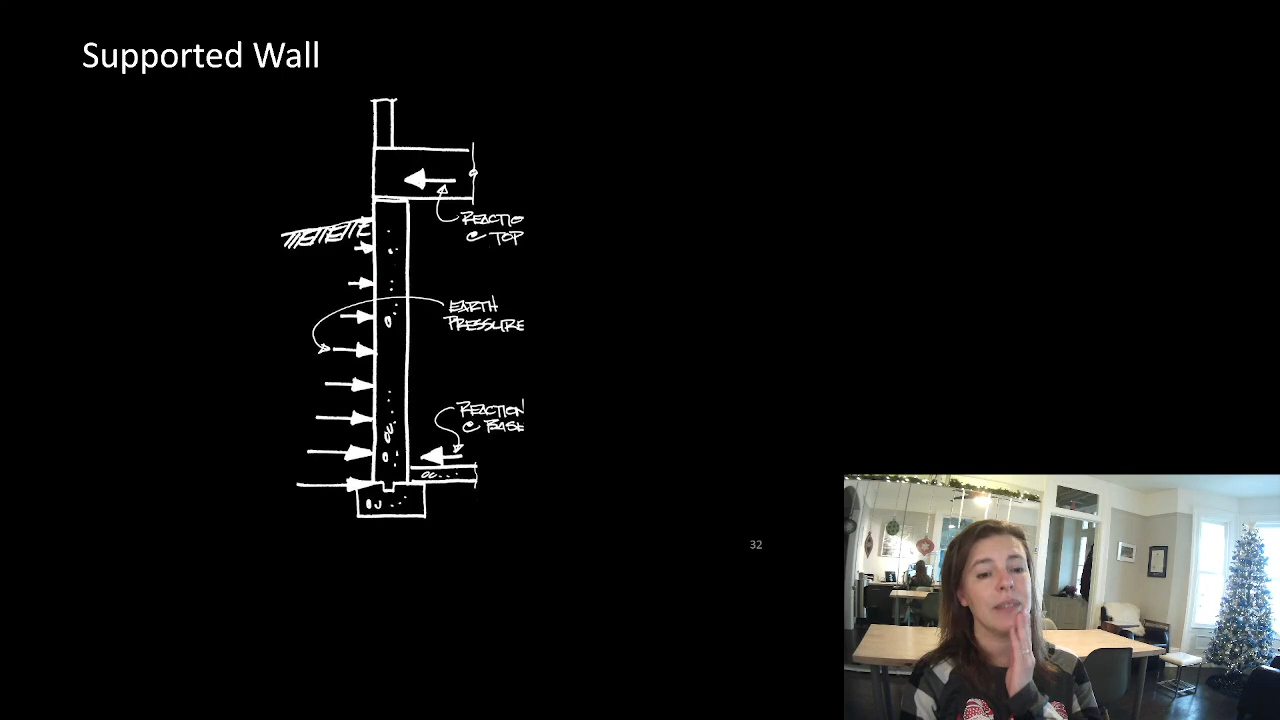 Supported Wall
REACTIO
@ TOP
EARTH
PRESSURE
REACTION
@ BASE
32